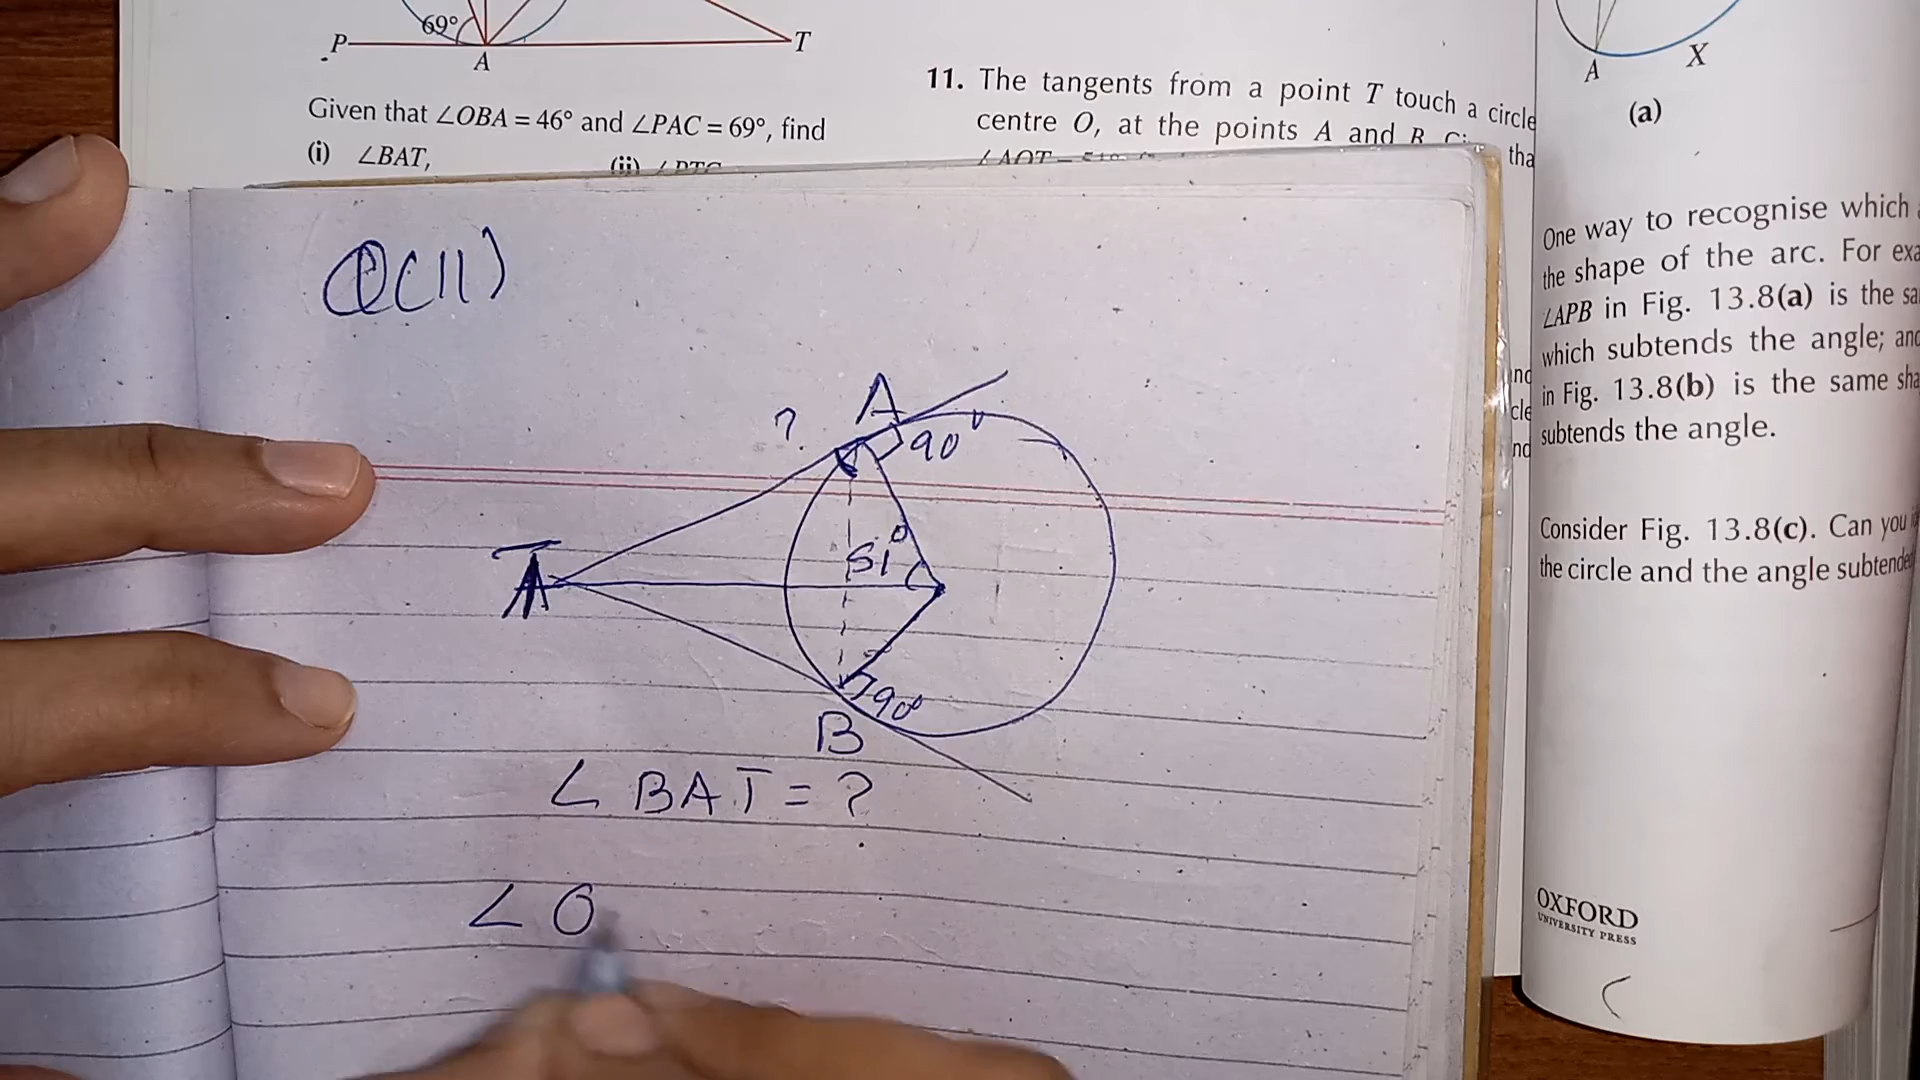 69°
P
T
A
Given that ∠OBA = 46° and ∠PAC = 69°, find
(i) ∠BAT,
(ii)
11. The tangents from a point T touch a circle
centre O, at the points A and B.
tha
A
X
(a)
One way to recognise which
the shape of the arc. For exa
∠APB in Fig. 13.8(a) is the sa
which subtends the angle; and
in Fig. 13.8(b) is the same sha
subtends the angle.
Consider Fig. 13.8(c). Can you
the circle and the angle subtende
OXFORD
UNIVERSITY PRESS
Q(11)
?
A
90°
51°
T
90°
B
∠BAT = ?
∠O